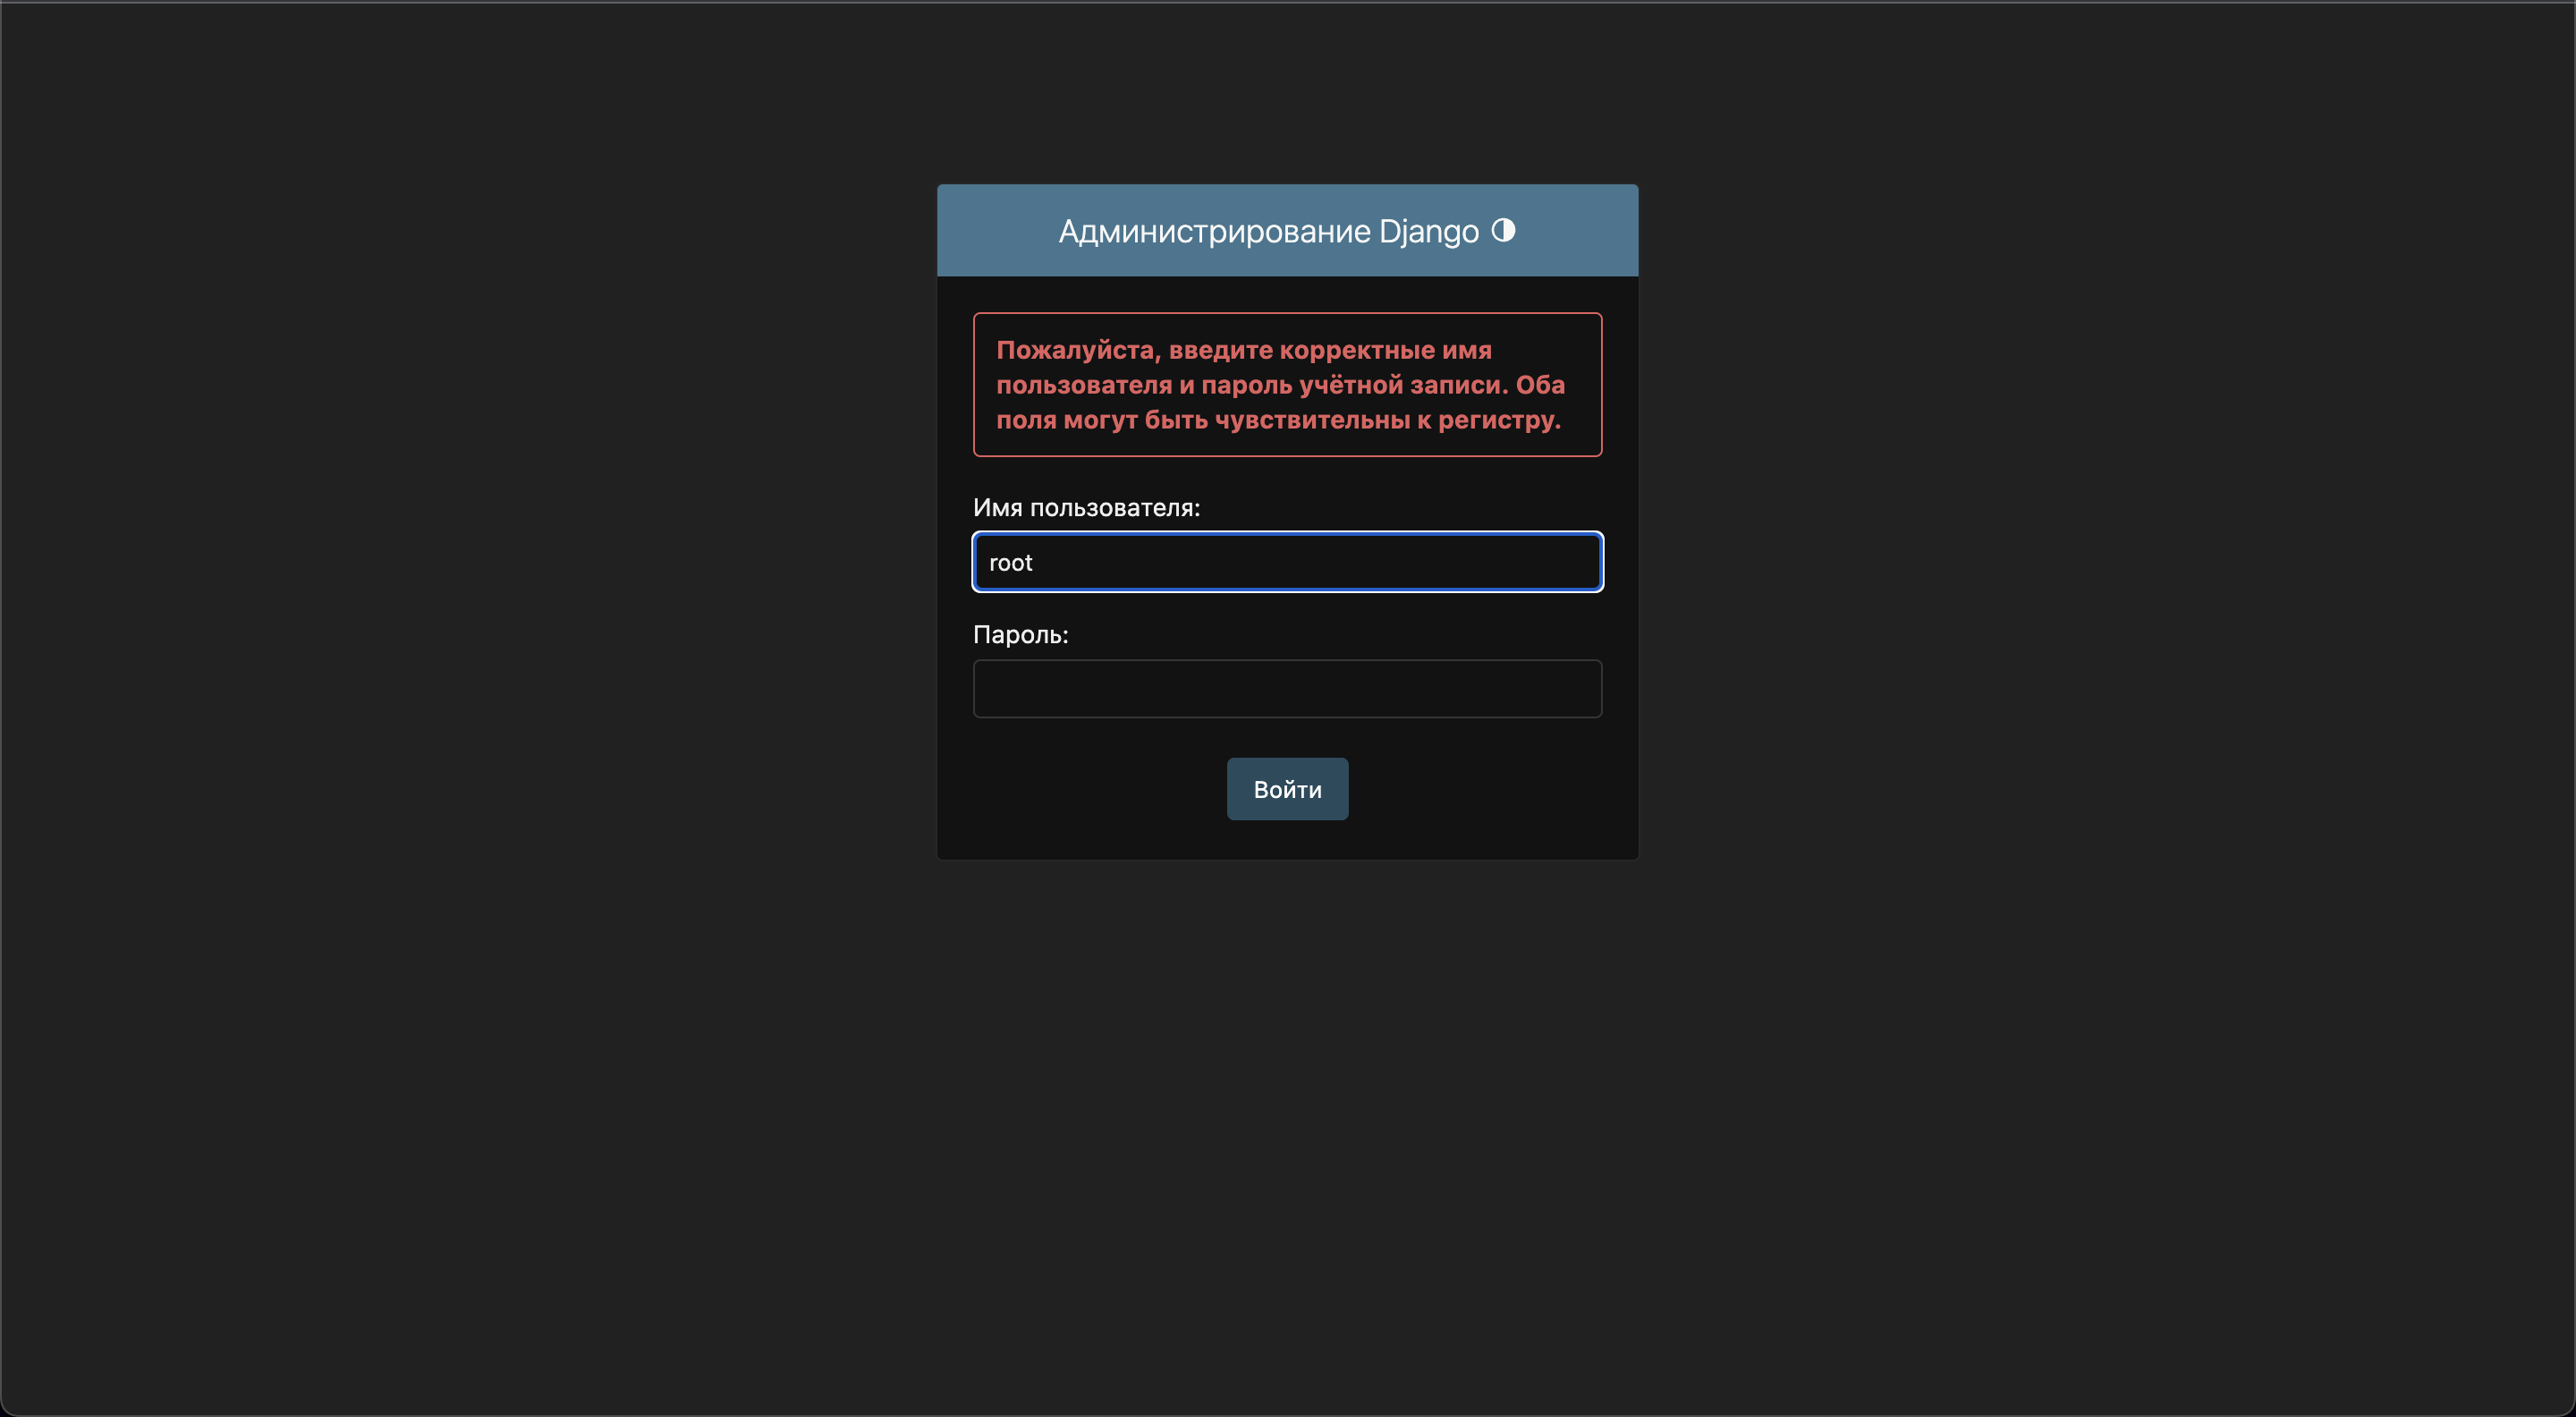 Администрирование Django
Пожалуйста, введите корректные имя
пользователя и пароль учётной записи. Оба
поля могут быть чувствительны к регистру.
Имя пользователя:
root
Пароль:
Войти